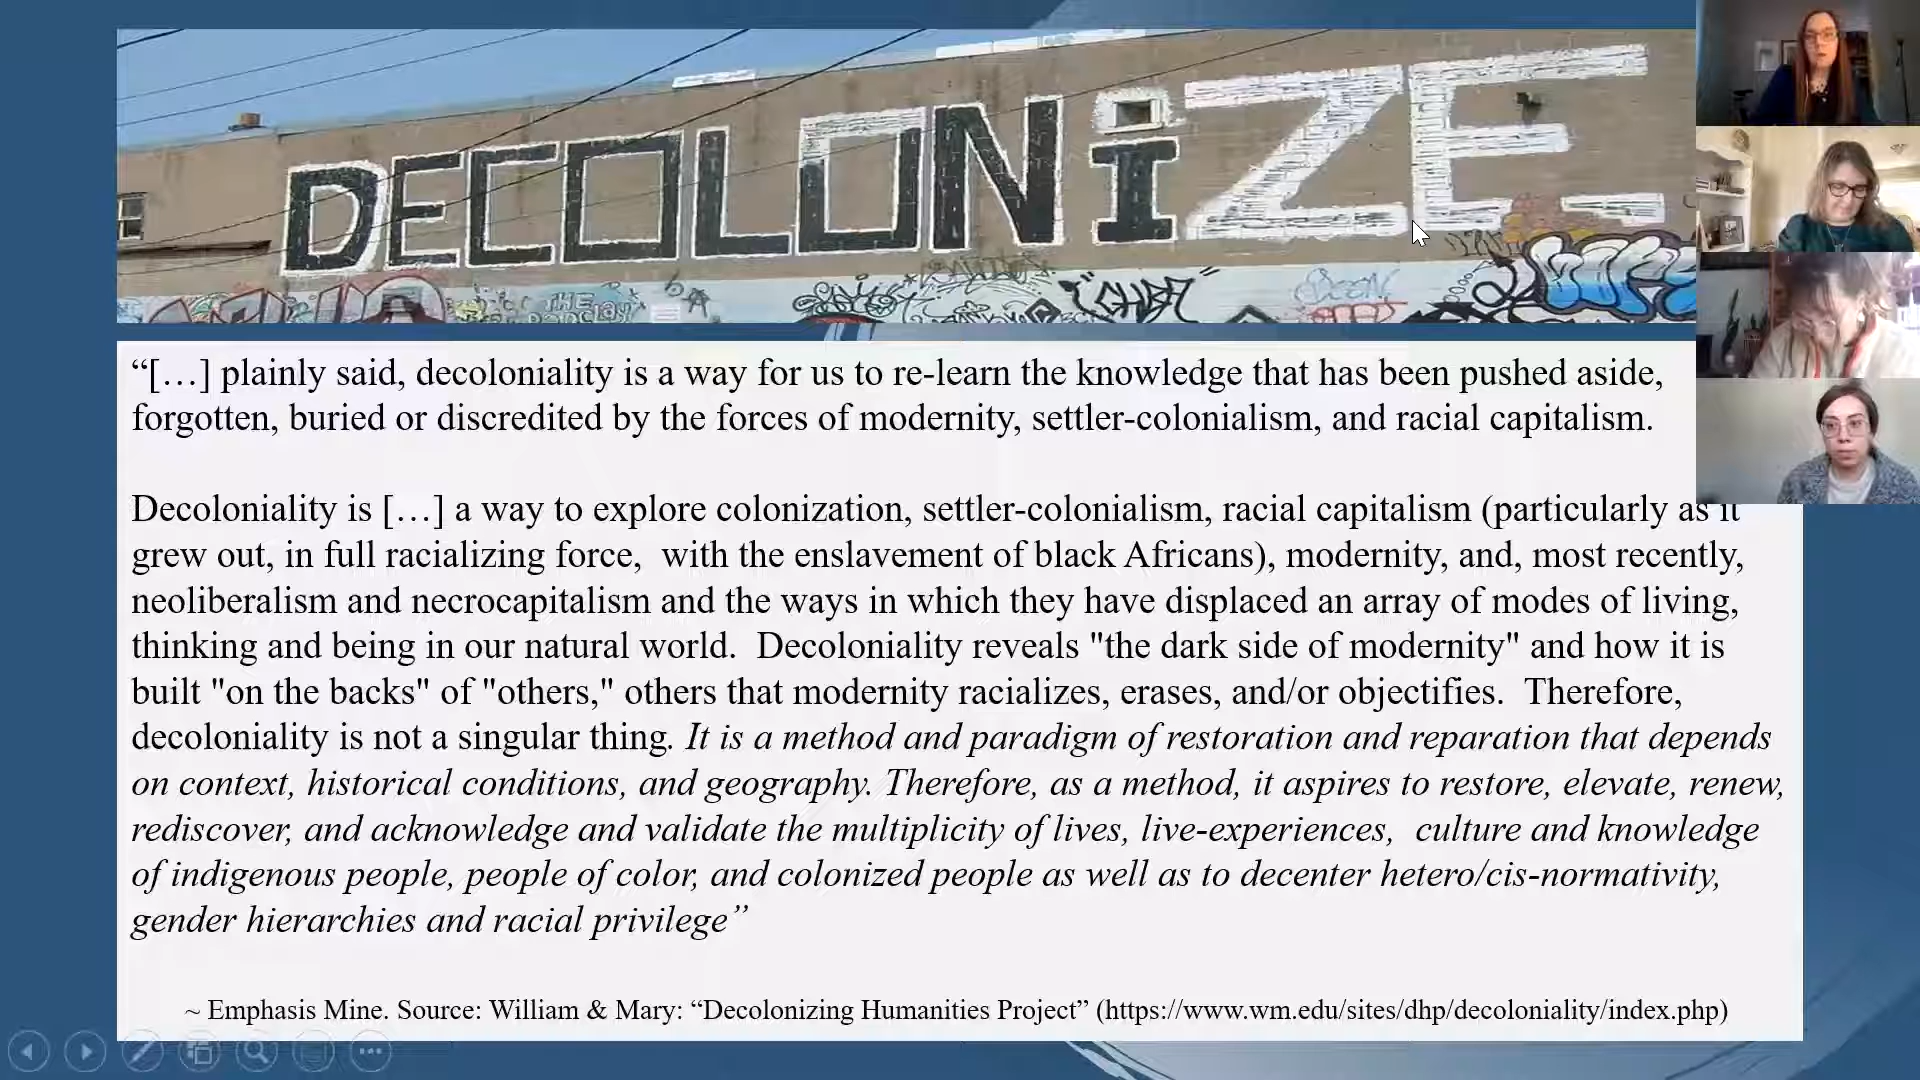 DECOLONiZE
“[…] plainly said, decoloniality is a way for us to re-learn the knowledge that has been pushed aside,
forgotten, buried or discredited by the forces of modernity, settler-colonialism, and racial capitalism.
Decoloniality is […] a way to explore colonization, settler-colonialism, racial capitalism (particularly as it
grew out, in full racializing force,  with the enslavement of black Africans), modernity, and, most recently,
neoliberalism and necrocapitalism and the ways in which they have displaced an array of modes of living,
thinking and being in our natural world.  Decoloniality reveals "the dark side of modernity" and how it is
built "on the backs" of "others," others that modernity racializes, erases, and/or objectifies.  Therefore,
decoloniality is not a singular thing. It is a method and paradigm of restoration and reparation that depends
on context, historical conditions, and geography. Therefore, as a method, it aspires to restore, elevate, renew,
rediscover, and acknowledge and validate the multiplicity of lives, live-experiences,  culture and knowledge
of indigenous people, people of color, and colonized people as well as to decenter hetero/cis-normativity,
gender hierarchies and racial privilege”
~ Emphasis Mine. Source: William & Mary: “Decolonizing Humanities Project” (https://www.wm.edu/sites/dhp/decoloniality/index.php)